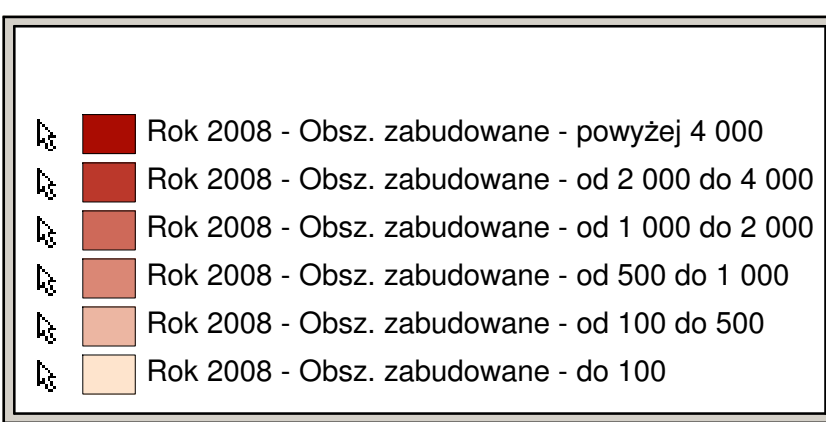 Rok 2008 - Obsz. zabudowane - powyżej 4 000
Rok 2008 - Obsz. zabudowane - od 2 000 do 4 000
Rok 2008 - Obsz. zabudowane - od 1 000 do 2 000
Rok 2008 - Obsz. zabudowane - od 500 do 1 000
Rok 2008 - Obsz. zabudowane - od 100 do 500
Rok 2008 - Obsz. zabudowane - do 100